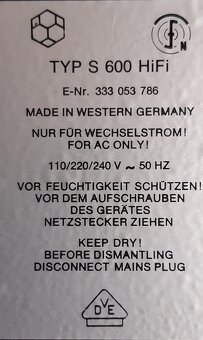 S N
TYP S 600 HiFi
E-Nr. 333 053 786
MADE IN WESTERN GERMANY
NUR FÜR WECHSELSTROM!
FOR AC ONLY!
110/220/240 V ~ 50 HZ
VOR FEUCHTIGKEIT SCHÜTZEN!
VOR DEM AUFSCHRAUBEN
DES GERÄTES
NETZSTECKER ZIEHEN
KEEP DRY!
BEFORE DISMANTLING
DISCONNECT MAINS PLUG
DVE